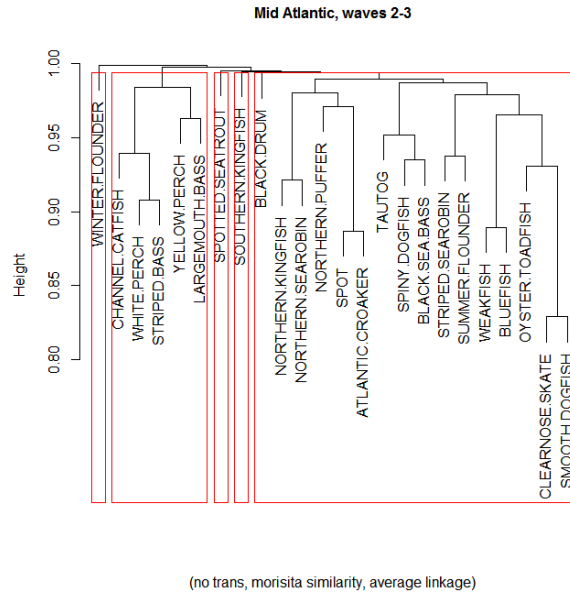 Mid Atlantic, waves 2-3
Height
1.00
0.95
0.90
0.85
0.80
WINTER.FLOUNDER
CHANNEL.CATFISH
WHITE.PERCH
STRIPED.BASS
YELLOW.PERCH
LARGEMOUTH.BASS
SPOTTED.SEATROUT
SOUTHERN.KINGFISH
BLACK.DRUM
NORTHERN.KINGFISH
NORTHERN.SEAROBIN
NORTHERN.PUFFER
SPOT
ATLANTIC.CROAKER
TAUTOG
SPINY.DOGFISH
BLACK.SEA.BASS
STRIPED.SEAROBIN
SUMMER.FLOUNDER
WEAKFISH
BLUEFISH
OYSTER.TOADFISH
CLEARNOSE.SKATE
SMOOTH.DOGFISH
(no trans, morisita similarity, average linkage)